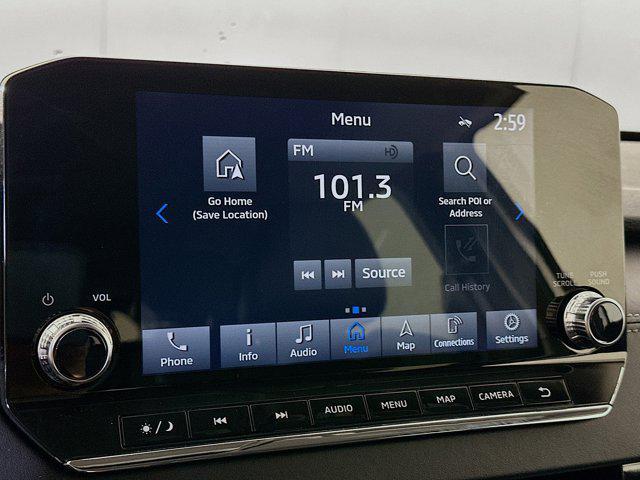 Menu
2:59
Go Home
(Save Location)
FM
HD
101.3
FM
Source
Search POI or
Address
Call History
VOL
TUNE
SCROLL
PUSH
SOUND
Phone
Info
Audio
Menu
Map
Connections
Settings
AUDIO
MENU
MAP
CAMERA